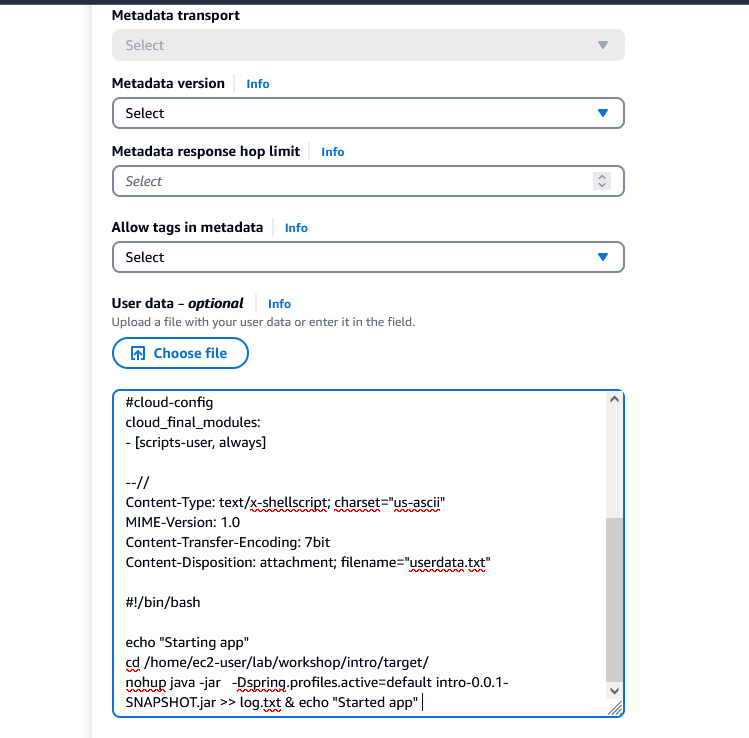 Metadata transport
Select
Metadata version Info
Select
Metadata response hop limit Info
Select
Allow tags in metadata Info
Select
User data - optional Info
Upload a file with your user data or enter it in the field.
Choose file
#cloud-config
cloud_final_modules:
- [scripts-user, always]
--//
Content-Type: text/x-shellscript; charset="us-ascii"
MIME-Version: 1.0
Content-Transfer-Encoding: 7bit
Content-Disposition: attachment; filename="userdata.txt"
#!/bin/bash
echo "Starting app"
cd /home/ec2-user/lab/workshop/intro/target/
nohup java -jar   -Dspring.profiles.active=default intro-0.0.1-
SNAPSHOT.jar >> log.txt & echo "Started app"